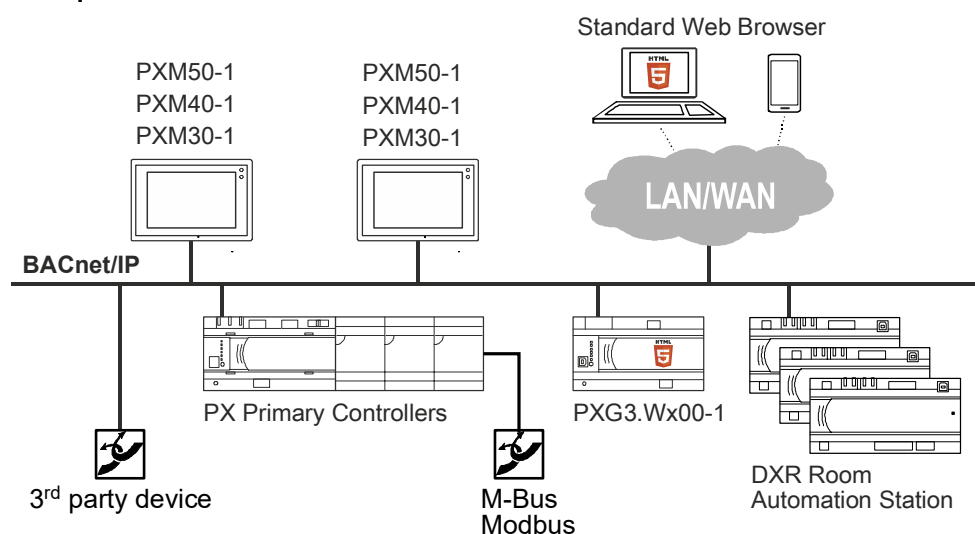 Standard Web Browser
HTML
5
PXM50-1
PXM40-1
PXM30-1
PXM50-1
PXM40-1
PXM30-1
LAN/WAN
BACnet/IP
HTML
5
PX Primary Controllers
PXG3.Wx00-1
3rd party device
M-Bus
Modbus
DXR Room
Automation Station